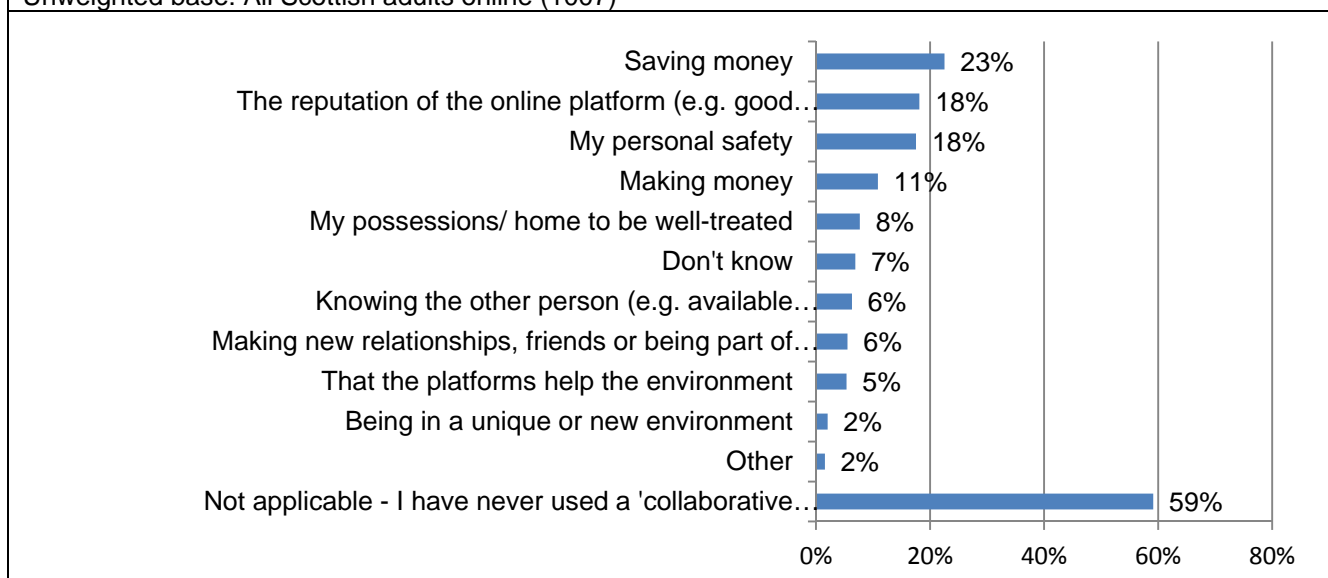 Unweighted base: All Scottish adults online (1007)
Saving money 23%
The reputation of the online platform (e.g. good… 18%
My personal safety 18%
Making money 11%
My possessions/ home to be well-treated 8%
Don't know 7%
Knowing the other person (e.g. available… 6%
Making new relationships, friends or being part of… 6%
That the platforms help the environment 5%
Being in a unique or new environment 2%
Other 2%
Not applicable - I have never used a 'collaborative… 59%
0% 20% 40% 60% 80%